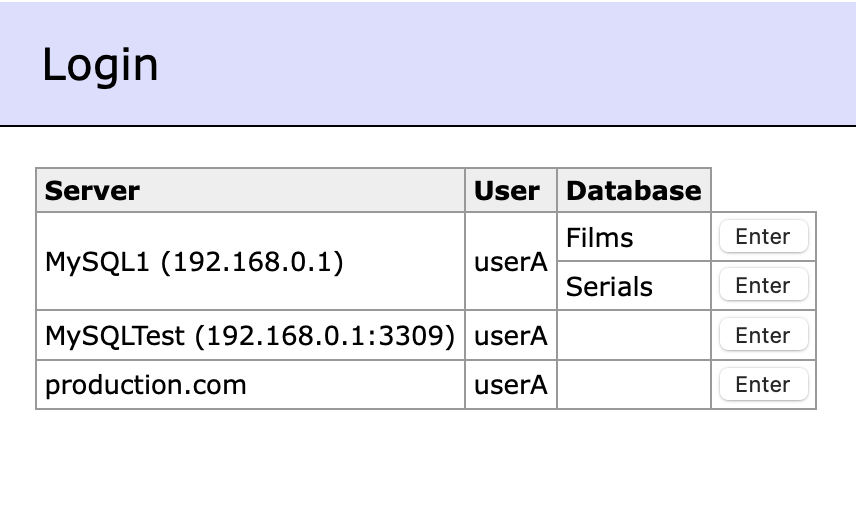 Login
Server User Database
MySQL1 (192.168.0.1) userA Films Enter
Serials Enter
MySQLTest (192.168.0.1:3309) userA Enter
production.com userA Enter